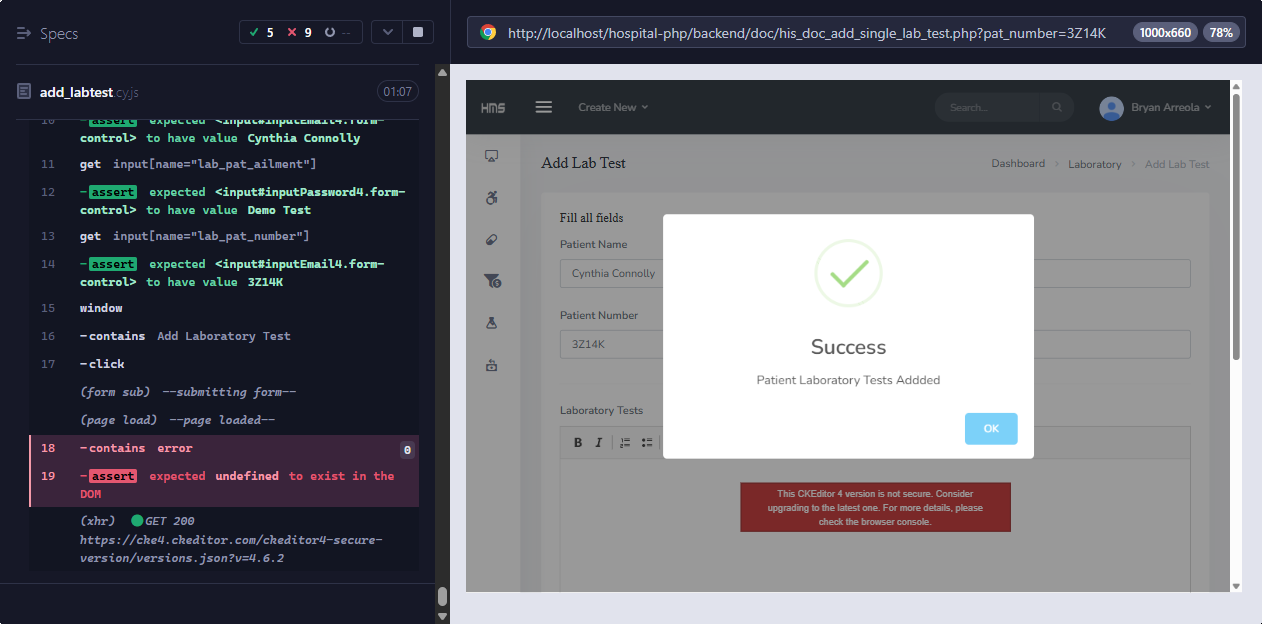 Specs
5 9 --
http://localhost/hospital-php/backend/doc/his_doc_add_single_lab_test.php?pat_number=3Z14K 1000x660 78%
add_labtest.cy.js 01:07
10 -assert expected <input#inputEmail4.form-
control> to have value Cynthia Connolly
11 get input[name="lab_pat_ailment"]
12 -assert expected <input#inputPassword4.form-
control> to have value Demo Test
13 get input[name="lab_pat_number"]
14 -assert expected <input#inputEmail4.form-
control> to have value 3Z14K
15 window
16 -contains Add Laboratory Test
17 -click
(form sub) --submitting form--
(page load) --page loaded--
18 -contains error 0
19 -assert expected undefined to exist in the
DOM
(xhr) GET 200
https://cke4.ckeditor.com/ckeditor4-secure-
version/versions.json?v=4.6.2
HMS Create New Search... Bryan Arreola
Add Lab Test Dashboard > Laboratory > Add Lab Test
Fill all fields
Patient Name
Cynthia Connolly
Patient Number
3Z14K
Laboratory Tests
B I
Success
Patient Laboratory Tests Addded
OK
This CKEditor 4 version is not secure. Consider
upgrading to the latest one. For more details, please
check the browser console.